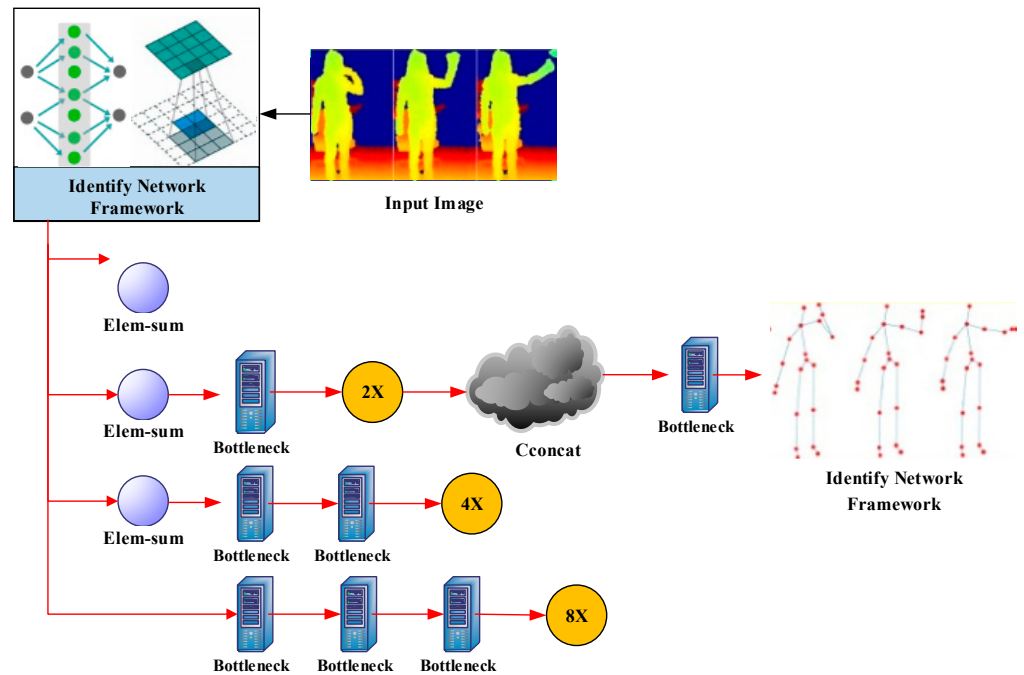 Identify Network
Framework
Input Image
Elem-sum
Elem-sum
Bottleneck
2X
Cconcat
Bottleneck
Identify Network
Framework
Elem-sum
Bottleneck
Bottleneck
4X
Bottleneck
Bottleneck
Bottleneck
8X